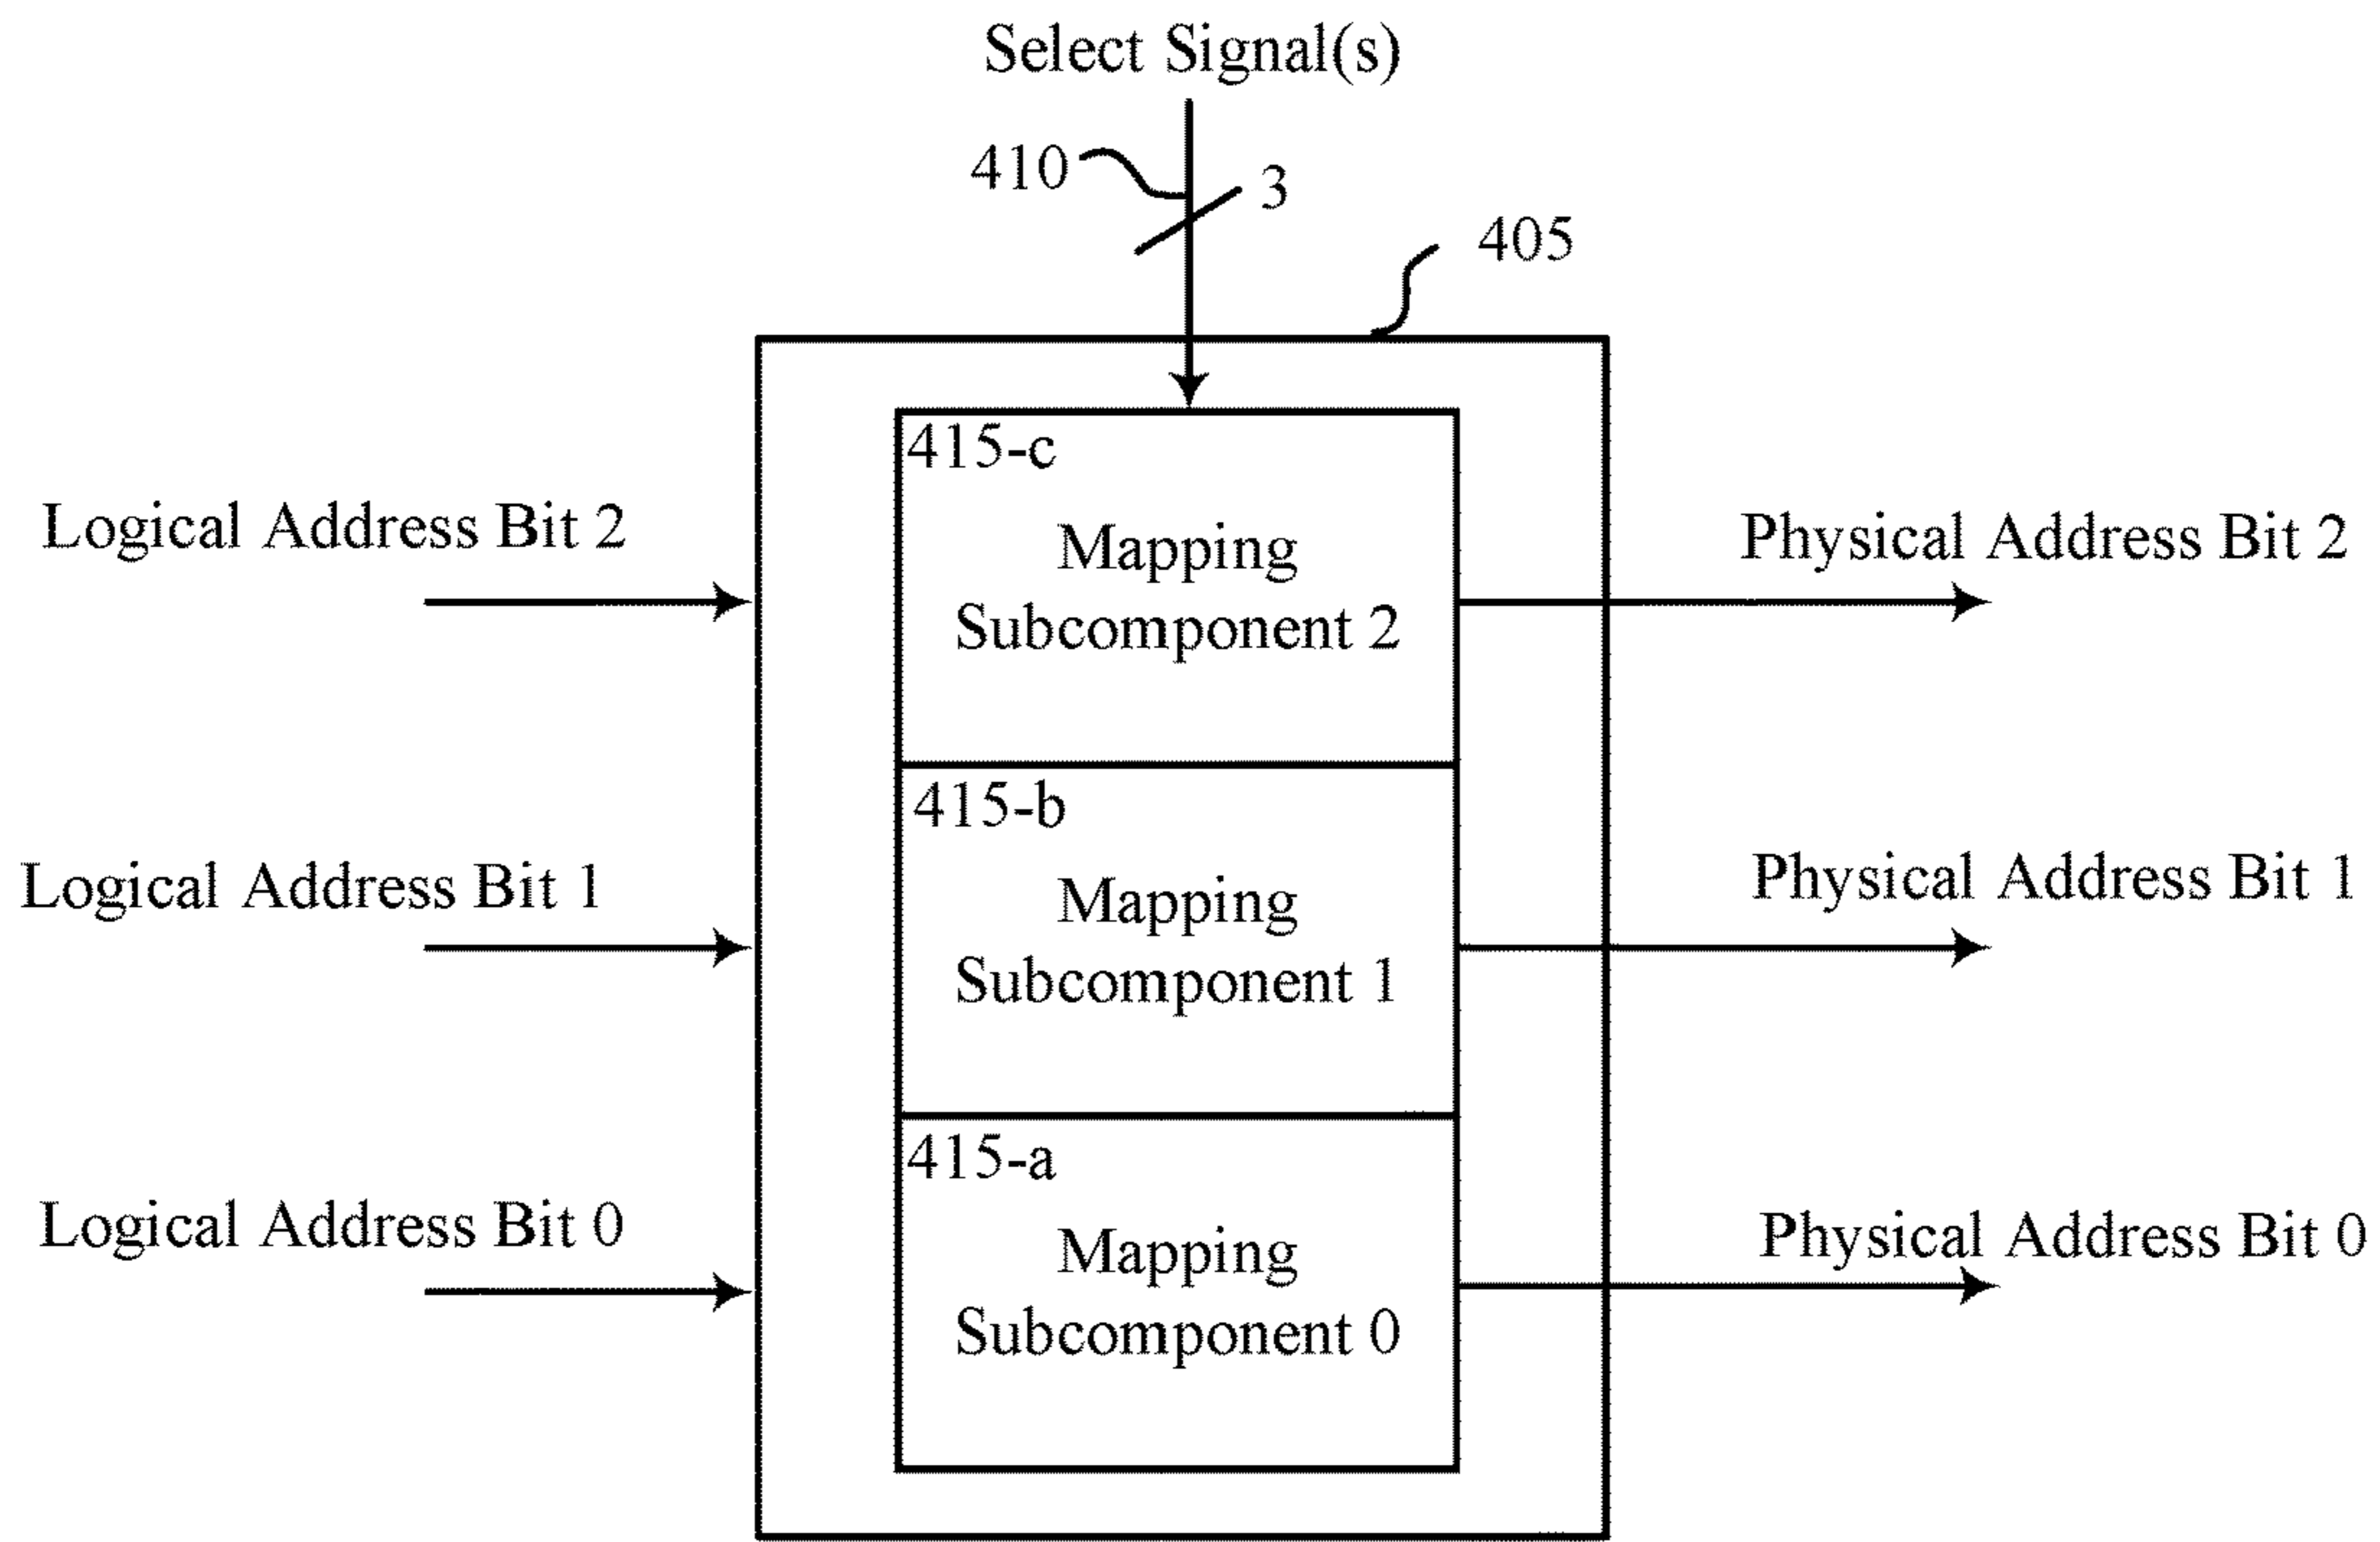 Select Signal(s)
410
3
405
415-c
Mapping
Subcomponent 2
Logical Address Bit 2
Physical Address Bit 2
415-b
Mapping
Subcomponent 1
Logical Address Bit 1
Physical Address Bit 1
415-a
Mapping
Subcomponent 0
Logical Address Bit 0
Physical Address Bit 0